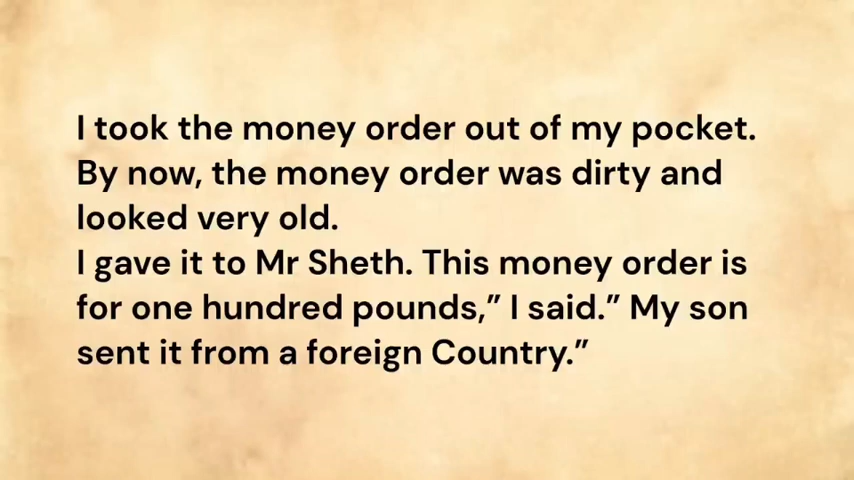 I took the money order out of my pocket.
By now, the money order was dirty and
looked very old.
I gave it to Mr Sheth. This money order is
for one hundred pounds,” I said.” My son
sent it from a foreign Country.”